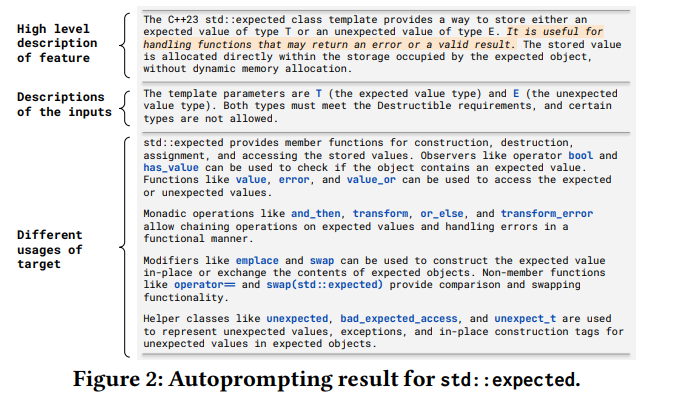 High level
description
of feature
The C++23 std::expected class template provides a way to store either an
expected value of type T or an unexpected value of type E. It is useful for
handling functions that may return an error or a valid result. The stored value
is allocated directly within the storage occupied by the expected object,
without dynamic memory allocation.
Descriptions
of the inputs
The template parameters are T (the expected value type) and E (the unexpected
value type). Both types must meet the Destructible requirements, and certain
types are not allowed.
Different
usages of
target
std::expected provides member functions for construction, destruction,
assignment, and accessing the stored values. Observers like operator bool and
has_value can be used to check if the object contains an expected value.
Functions like value, error, and value_or can be used to access the expected
or unexpected values.
Monadic operations like and_then, transform, or_else, and transform_error
allow chaining operations on expected values and handling errors in a
functional manner.
Modifiers like emplace and swap can be used to construct the expected value
in-place or exchange the contents of expected objects. Non-member functions
like operator== and swap(std::expected) provide comparison and swapping
functionality.
Helper classes like unexpected, bad_expected_access, and unexpect_t are used
to represent unexpected values, exceptions, and in-place construction tags for
unexpected values in expected objects.
Figure 2: Autoprompting result for std::expected.